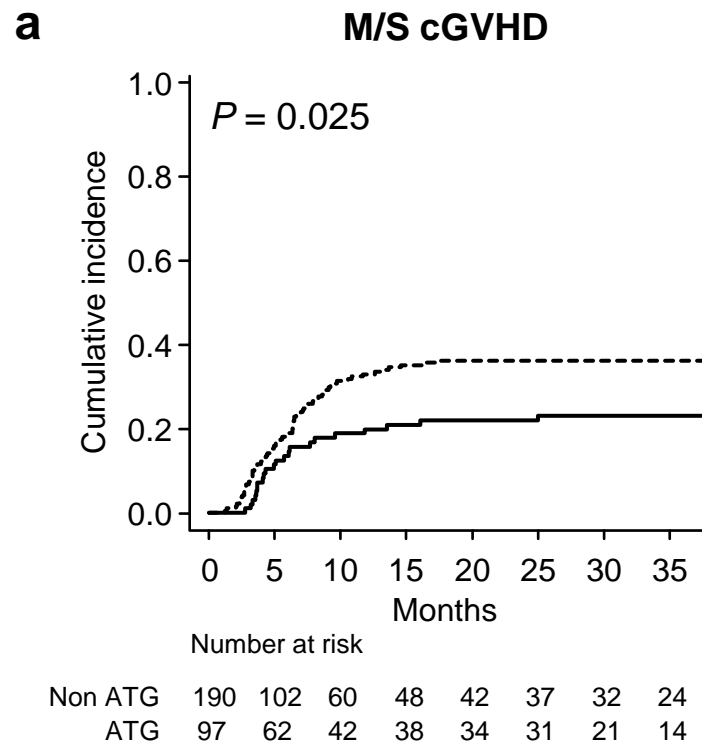 a
M/S cGVHD
P = 0.025
Cumulative incidence
1.0
0.8
0.6
0.4
0.2
0.0
0 5 10 15 20 25 30 35
Months
Number at risk
Non ATG 190 102 60 48 42 37 32 24
ATG 97 62 42 38 34 31 21 14